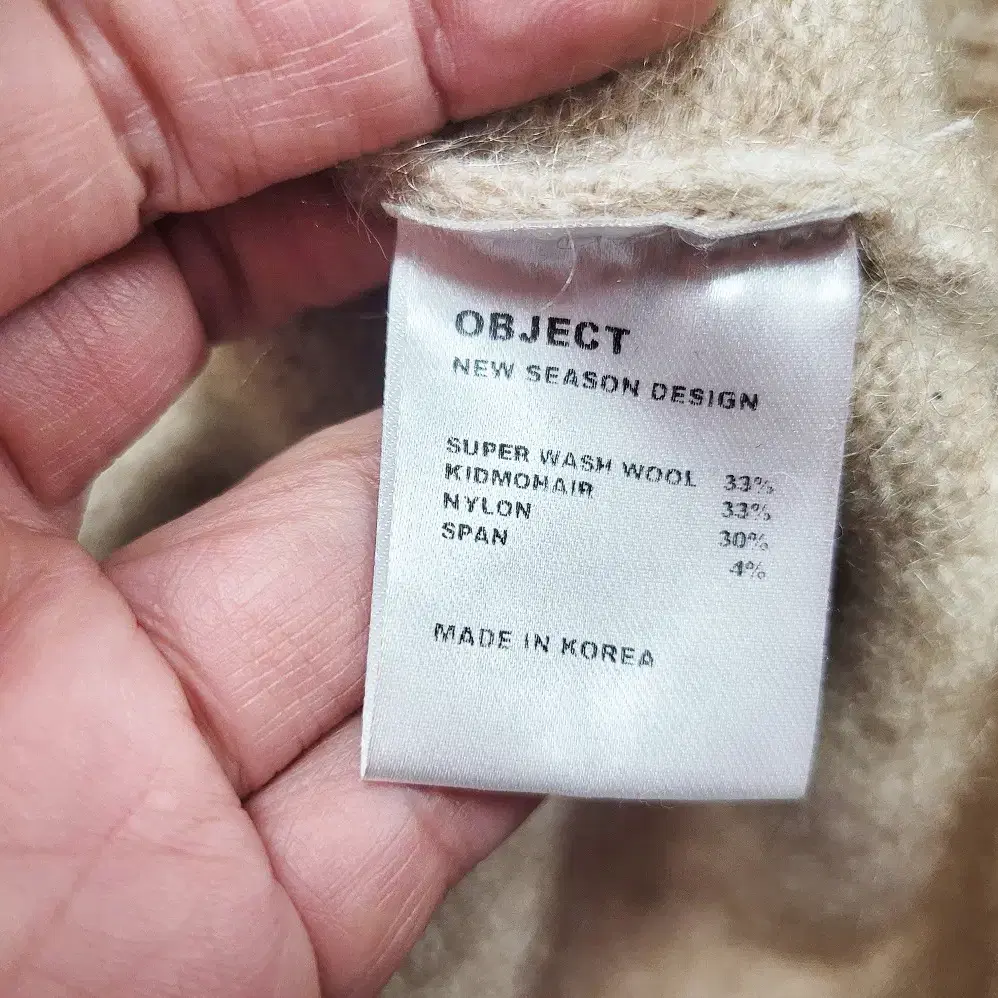 OBJECT
NEW SEASON DESIGN
SUPER WASH WOOL 33%
KIDMOHAIR 33%
NYLON 30%
SPAN 4%
MADE IN KOREA